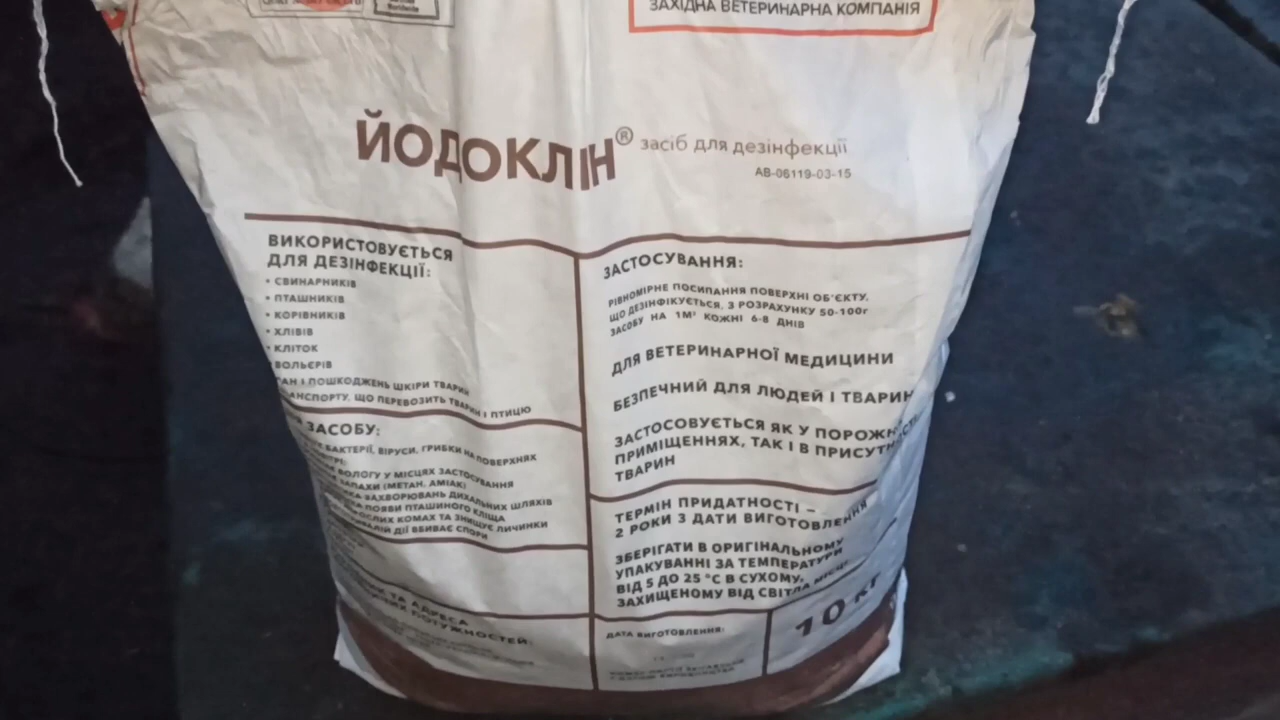 ЗАХІДНА ВЕТЕРИНАРНА КОМПАНІЯ
ЙОДОКЛІН® засіб для дезінфекції
АВ-06119-03-15
ВИКОРИСТОВУЄТЬСЯ
ДЛЯ ДЕЗІНФЕКЦІЇ:
• СВИНАРНИКІВ
• ПТАШНИКІВ
• КОРІВНИКІВ
• ХЛІВІВ
• КЛІТОК
ВОЛЬЄРІВ
РАН І ПОШКОДЖЕНЬ ШКІРИ ТВАРИН
АНСПОРТУ, ЩО ПЕРЕВОЗИТЬ ТВАРИН І ПТИЦЮ
ЗАСОБУ:
БАКТЕРІЇ, ВІРУСИ, ГРИБКИ НА ПОВЕРХНЯХ
ВОЛОГУ У МІСЦЯХ ЗАСТОСУВАННЯ
ЗАПАХИ (МЕТАН, АМІАК)
ЗАХВОРЮВАНЬ ДИХАЛЬНИХ ШЛЯХІВ
ПОЯВИ ПТАШИНОГО КЛІЩА
КОМАХ ТА ЗНИЩУЄ ЛИЧИНКИ
ДІЇ ВБИВАЄ СПОРИ
ТА АДРЕСА
ПОТУЖНОСТЕЙ:
ЗАСТОСУВАННЯ:
РІВНОМІРНЕ ПОСИПАННЯ ПОВЕРХНІ ОБ'ЄКТУ,
ЩО ДЕЗІНФІКУЄТЬСЯ, З РОЗРАХУНКУ 50-100г
ЗАСОБУ НА 1М² КОЖНІ 6-8 ДНІВ
ДЛЯ ВЕТЕРИНАРНОЇ МЕДИЦИНИ
БЕЗПЕЧНИЙ ДЛЯ ЛЮДЕЙ І ТВАРИН
ЗАСТОСОВУЄТЬСЯ ЯК У ПОРОЖНІХ
ПРИМІЩЕННЯХ, ТАК І В ПРИСУТНОСТІ
ТВАРИН
ТЕРМІН ПРИДАТНОСТІ –
2 РОКИ З ДАТИ ВИГОТОВЛЕННЯ
ЗБЕРІГАТИ В ОРИГІНАЛЬНОМУ
УПАКУВАННІ ЗА ТЕМПЕРАТУРИ
ВІД 5 ДО 25 °С В СУХОМУ,
ЗАХИЩЕНОМУ ВІД СВІТЛА МІСЦІ
ДАТА ВИГОТОВЛЕННЯ:
10 КГ